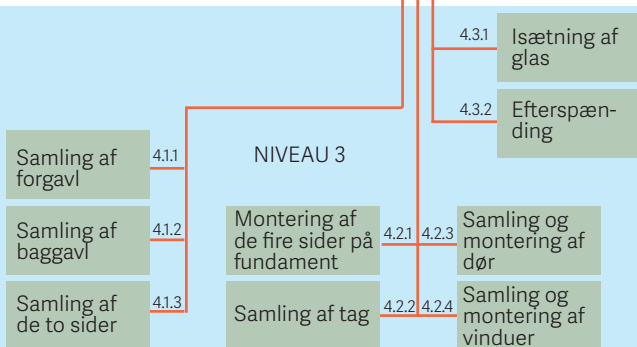 4.3.1
Isætning af
glas
4.3.2
Efterspæn-
ding
NIVEAU 3
Samling af
forgavl
4.1.1
Samling af
baggavl
4.1.2
Samling af
de to sider
4.1.3
Montering af
de fire sider på
fundament
4.2.1
4.2.3
Samling og
montering af
dør
Samling af tag
4.2.2
4.2.4
Samling og
montering af
vinduer